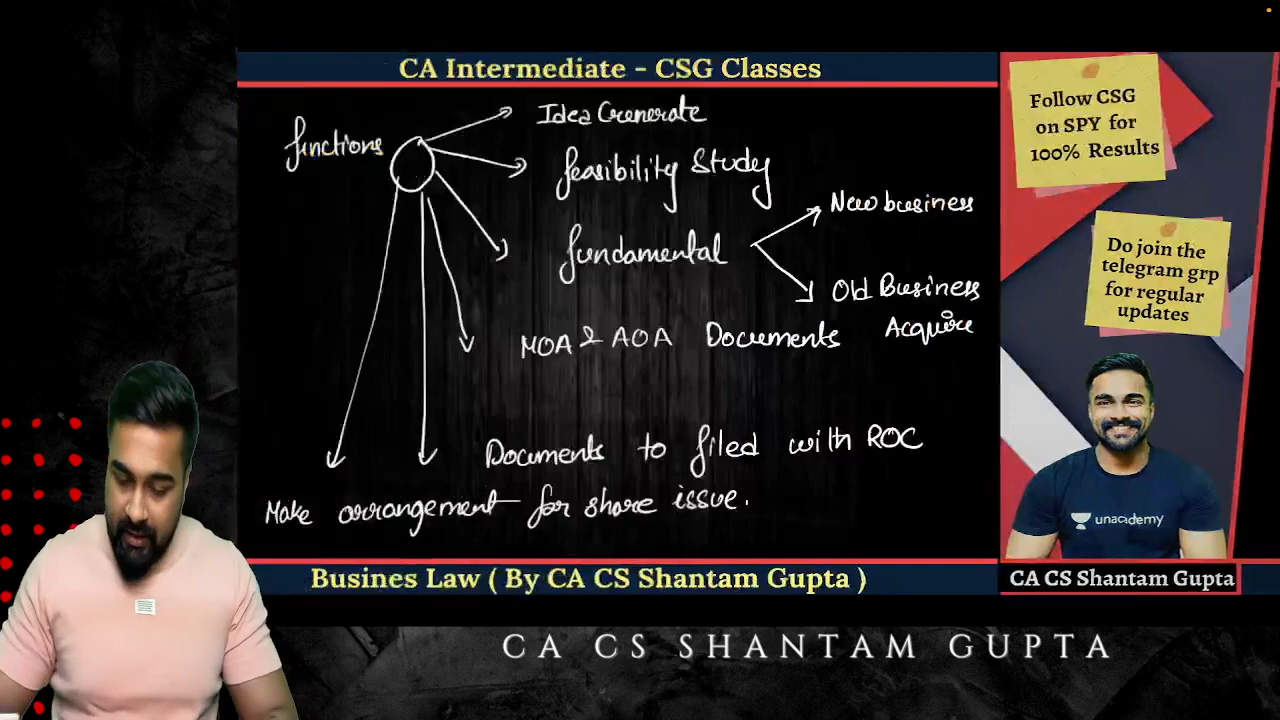 CA Intermediate - CSG Classes
functions
Idea Generate
feasibility Study
fundamental
New business
Old Business
Acquire
MOA & AOA Documents
Documents to filed with ROC
Make arrangement for share issue.
Follow CSG
on SPY for
100% Results
Do join the
telegram grp
for regular
updates
unacademy
CA CS Shantam Gupta
Busines Law ( By CA CS Shantam Gupta )
CA CS SHANTAM GUPTA